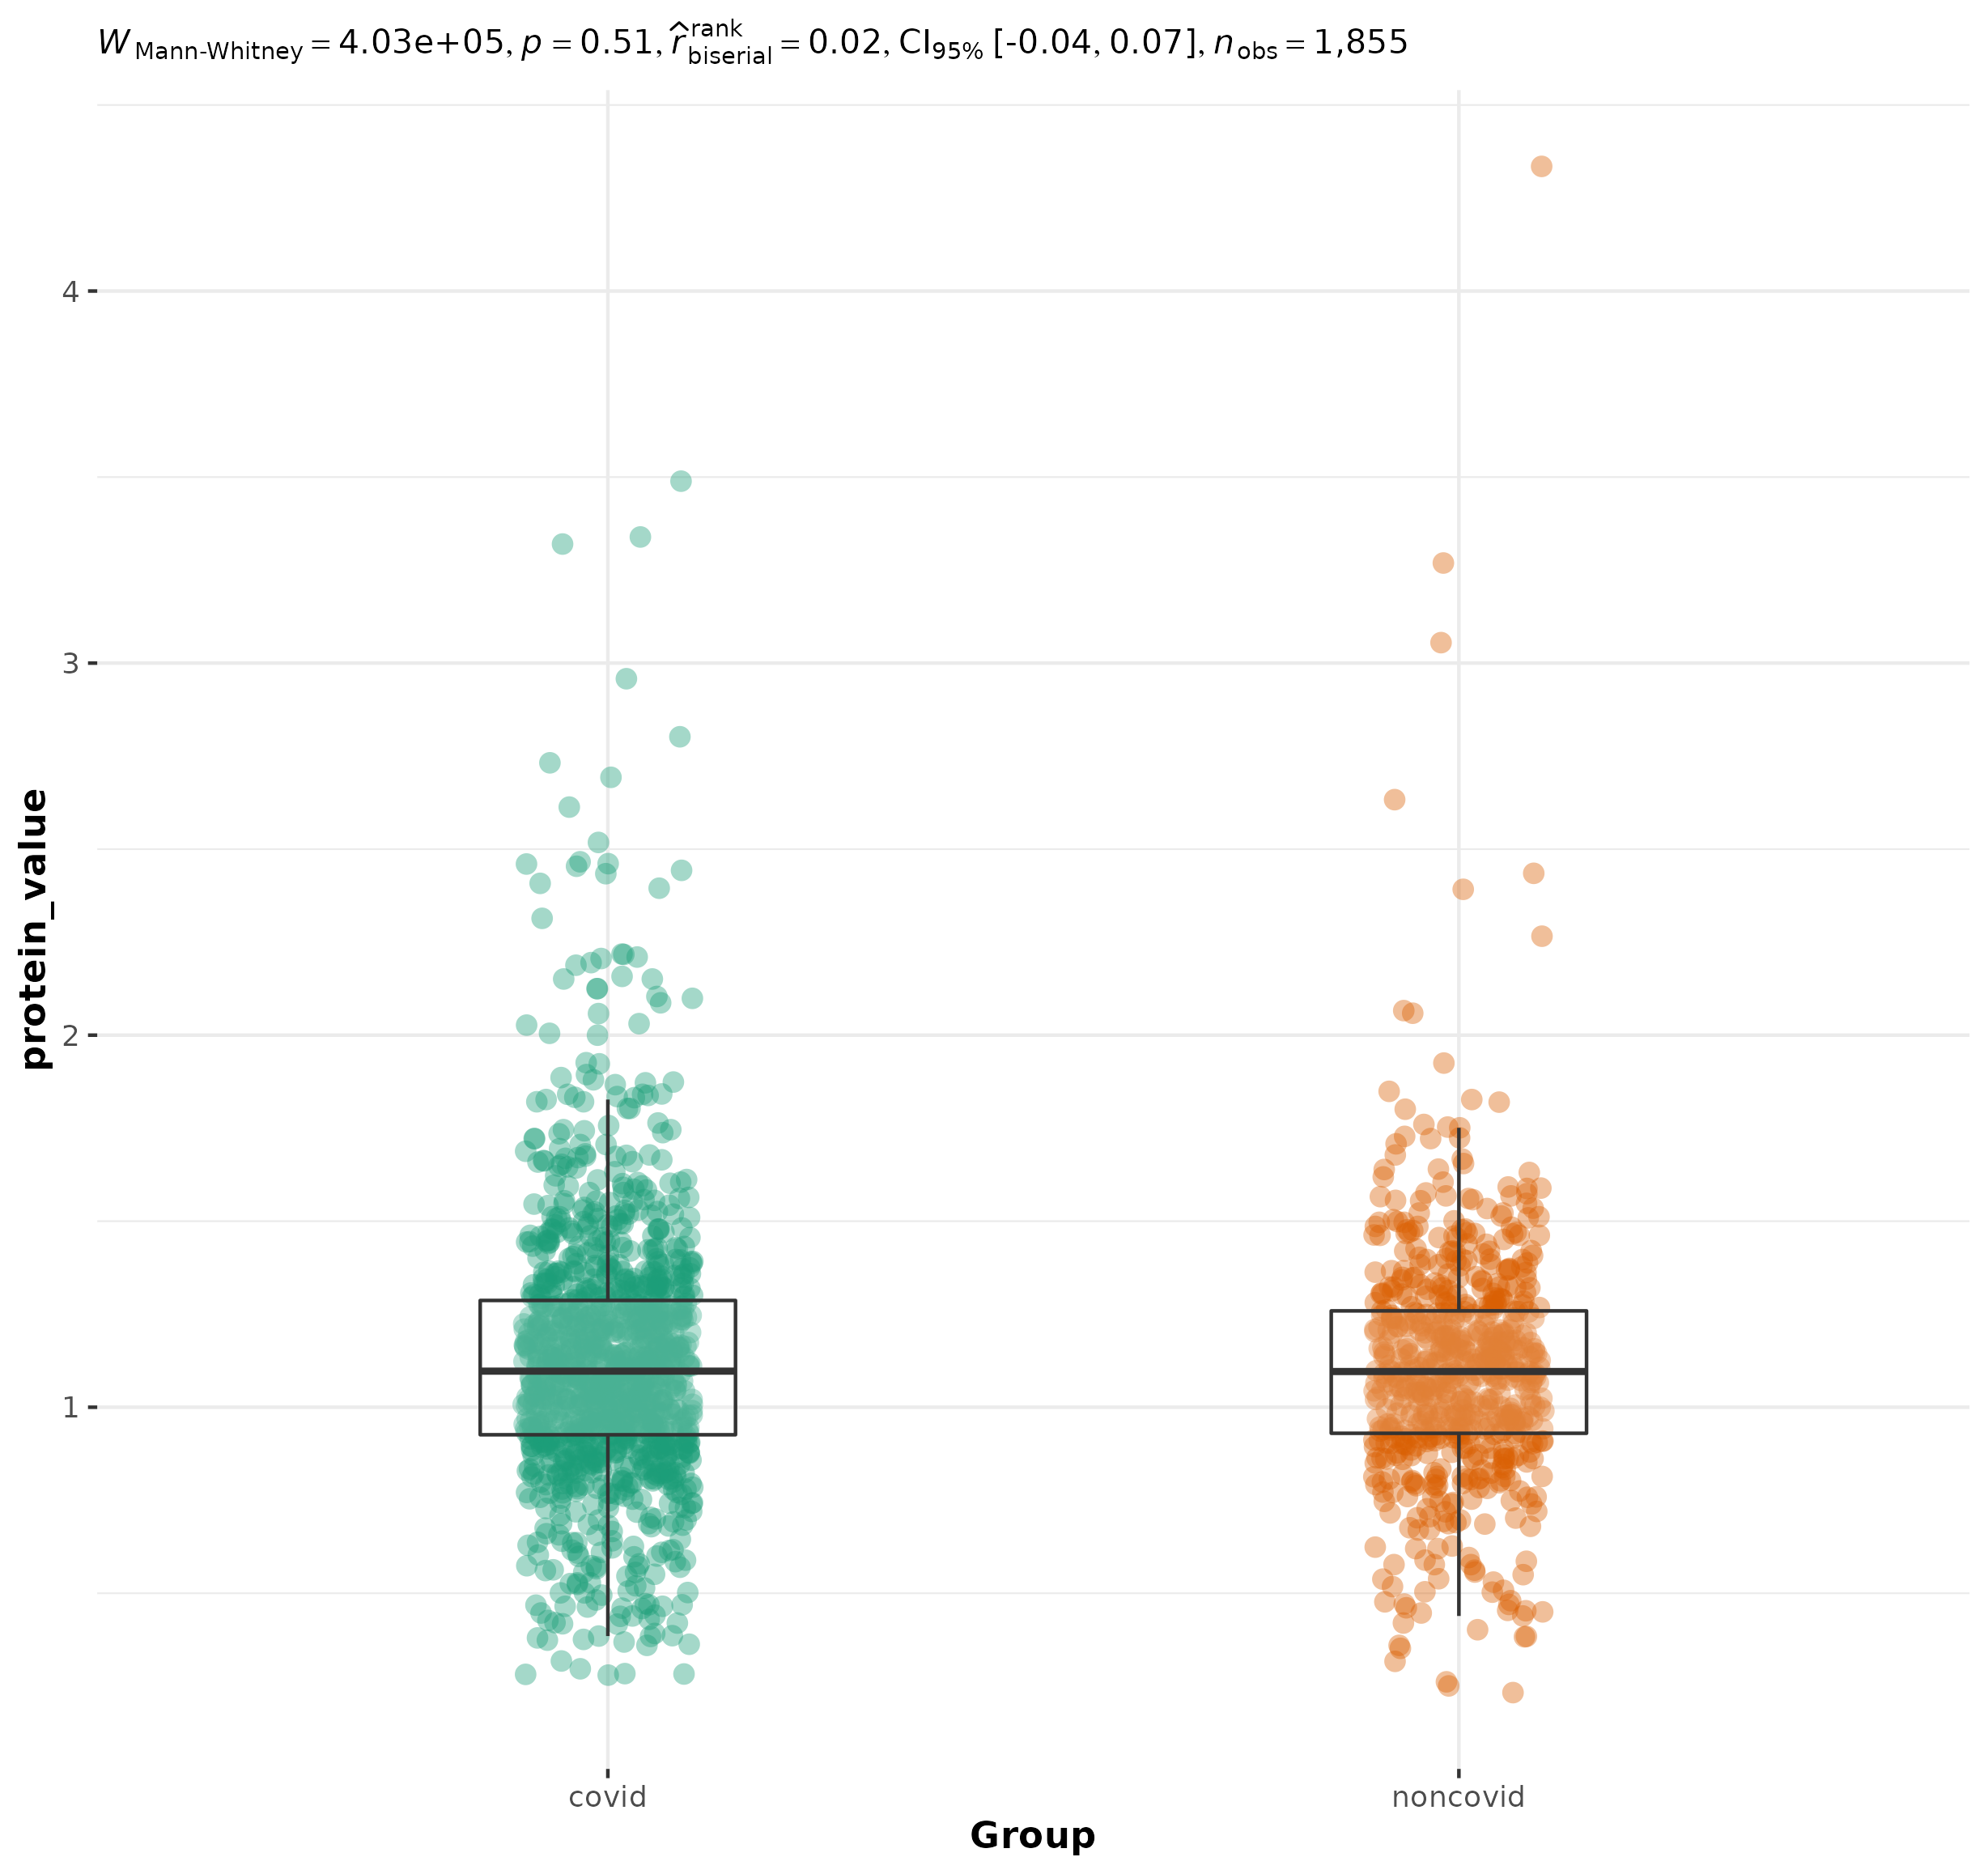 W Mann-Whitney = 4.03e+05, p = 0.51, r̂ rank biserial = 0.02, CI95% [-0.04, 0.07], nobs = 1,855
4
3
2
1
protein_value
covid noncovid
Group